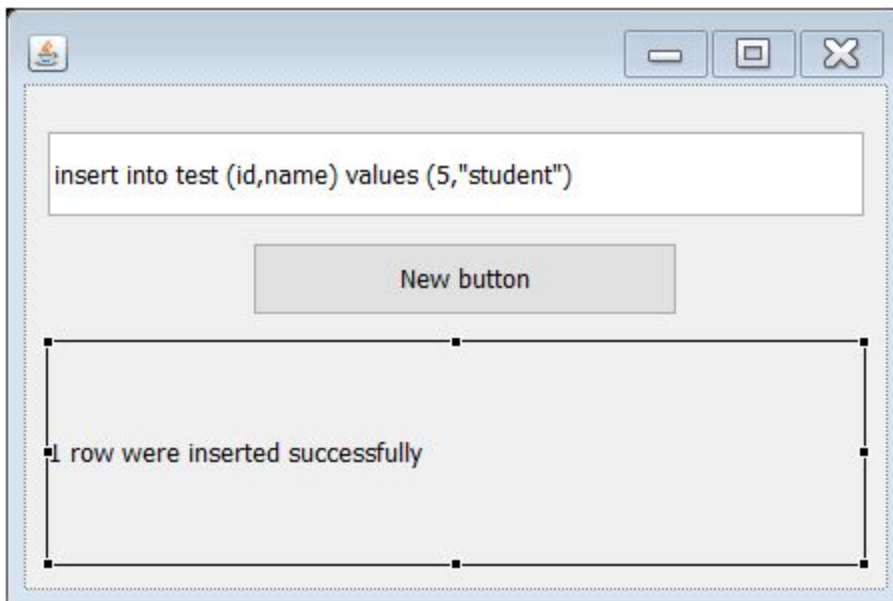 insert into test (id,name) values (5,"student")
New button
1 row were inserted successfully